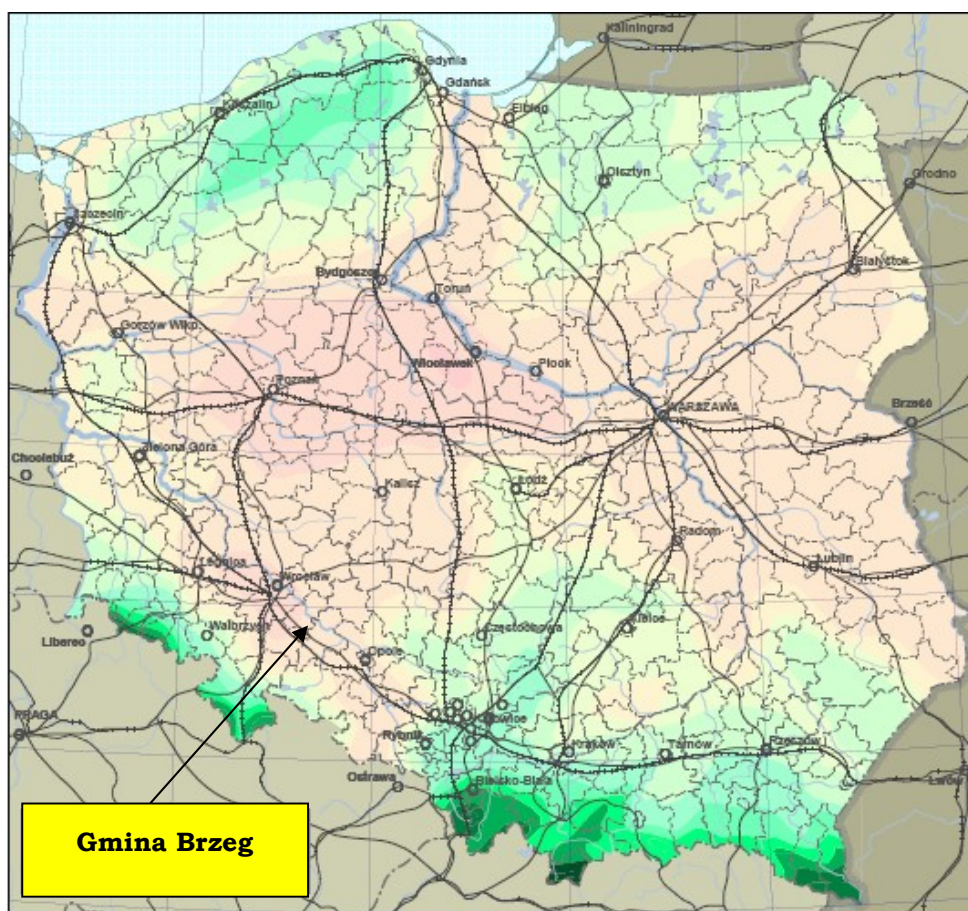 Kaliningrad
Gdynia
Gdańsk
Koszalin
Elbląg
Olsztyn
Grodno
Szczecin
Białystok
Bydgoszcz
Toruń
Gorzów Wlkp.
Włocławek
Płock
Poznań
WARSZAWA
Brześć
Zielona Góra
Chociebuż
Kalisz
Łódź
Radom
Lublin
Legnica
Wrocław
Kielce
Liberec
Wałbrzych
Częstochowa
Opole
PRAGA
Katowice
Rybnik
Kraków
Tarnów
Rzeszów
Ostrawa
Bielsko-Biała
Lwów
Gmina Brzeg